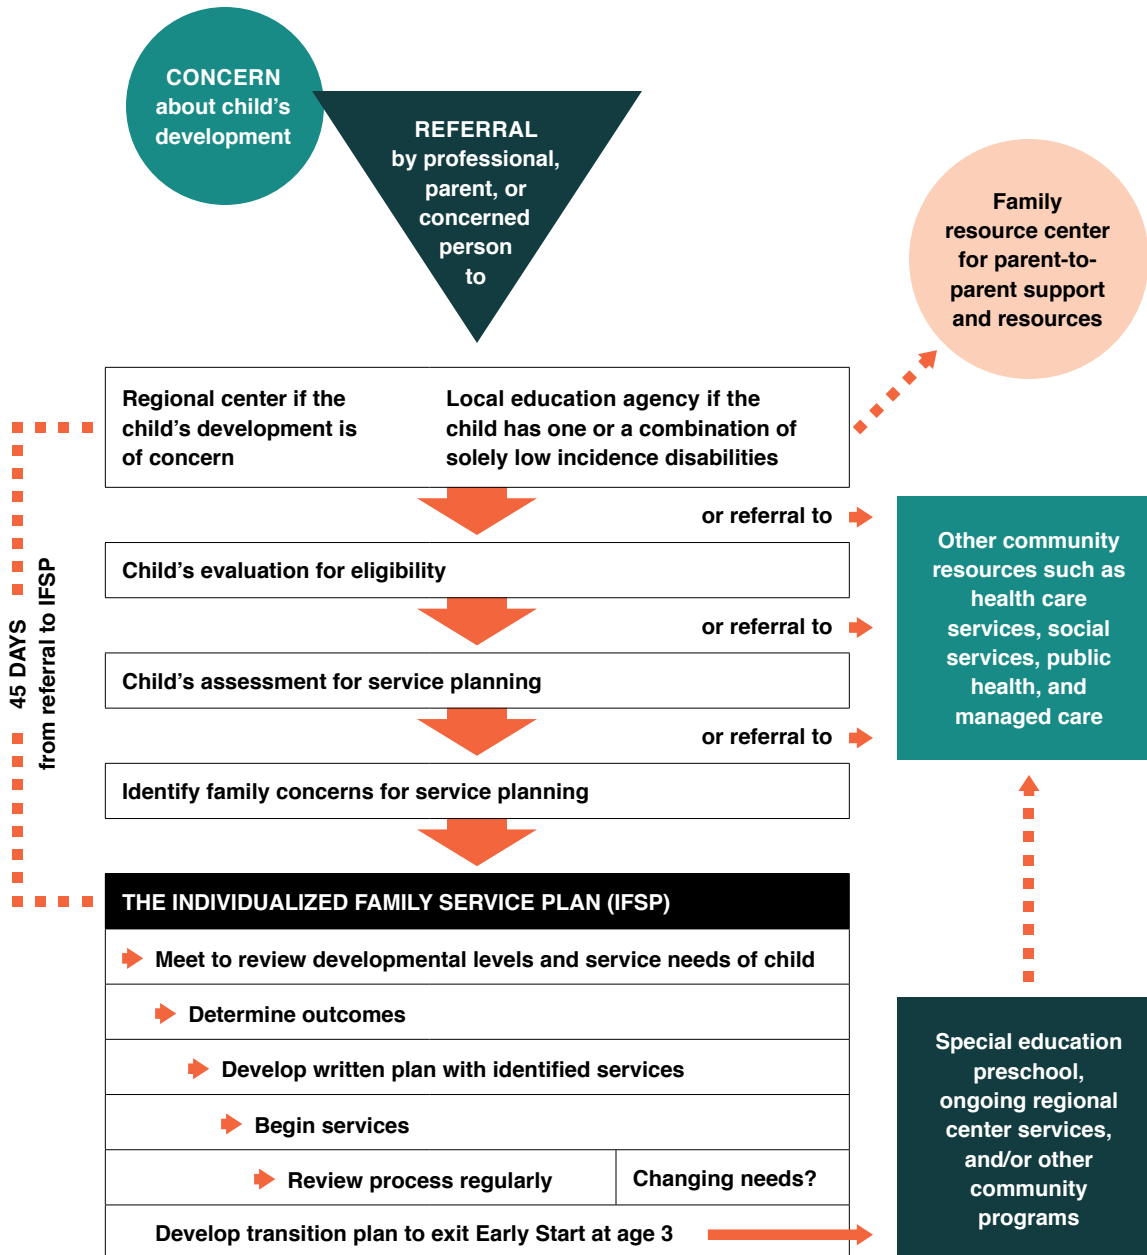 CONCERN
about child's
development
REFERRAL
by professional,
parent, or
concerned
person
to
Family
resource center
for parent-to-
parent support
and resources
Regional center if the
child's development is
of concern
Local education agency if the
child has one or a combination of
solely low incidence disabilities
or referral to
Child's evaluation for eligibility
or referral to
Child's assessment for service planning
or referral to
Identify family concerns for service planning
Other community
resources such as
health care
services, social
services, public
health, and
managed care
45 DAYS
from referral to IFSP
THE INDIVIDUALIZED FAMILY SERVICE PLAN (IFSP)
Meet to review developmental levels and service needs of child
Determine outcomes
Develop written plan with identified services
Begin services
Review process regularly
Changing needs?
Develop transition plan to exit Early Start at age 3
Special education
preschool,
ongoing regional
center services,
and/or other
community
programs